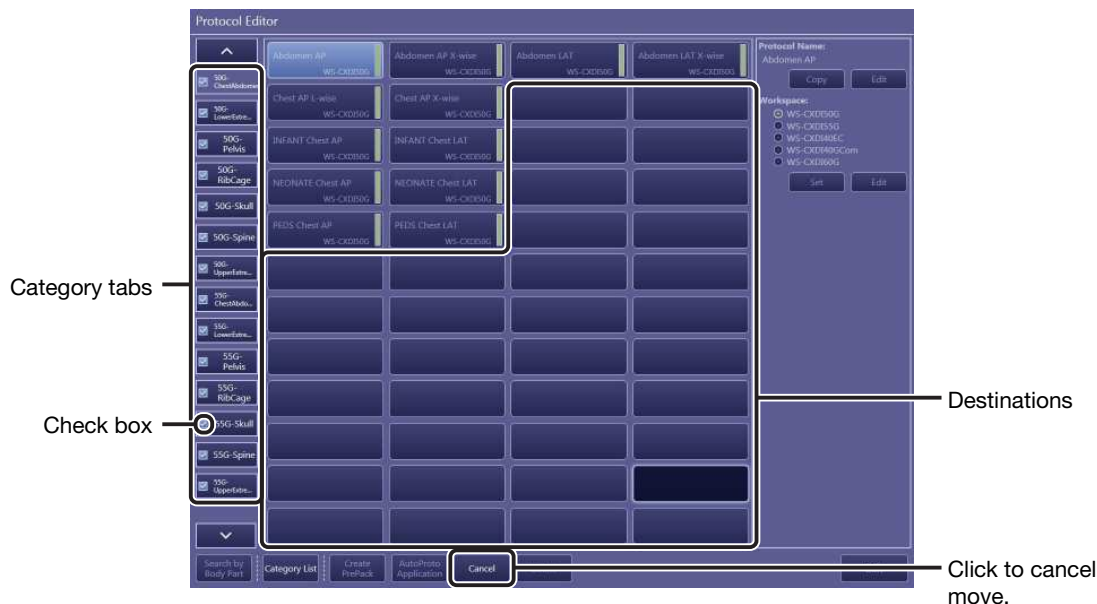 Protocol Editor
Abdomen AP
WS-CXDI50G
Abdomen AP X-wise
WS-CXDI50G
Abdomen LAT
WS-CXDI50G
Abdomen LAT X-wise
WS-CXDI50G
Chest AP L-wise
WS-CXDI50G
Chest AP X-wise
WS-CXDI50G
INFANT Chest AP
WS-CXDI50G
INFANT Chest LAT
WS-CXDI50G
NEONATE Chest AP
WS-CXDI50G
NEONATE Chest LAT
WS-CXDI50G
PEDS Chest AP
WS-CXDI50G
PEDS Chest LAT
WS-CXDI50G
Protocol Name:
Abdomen AP
Copy
Edit
Workspace:
WS-CXDI50G
WS-CXDI55G
WS-CXDI40EC
WS-CXDI40GCom
WS-CXDI60G
Set
Edit
50G-
ChestAbdomen
50G-
LowerExtre...
50G-
Pelvis
50G-
RibCage
50G-Skull
50G-Spine
50G-
UpperExtre...
55G-
ChestAbdo...
55G-
LowerExtre...
55G-
Pelvis
55G-
RibCage
55G-Skull
55G-Spine
55G-
UpperExtre...
Category tabs
Check box
Destinations
Search by
Body Part
Category List
Create
PrePack
AutoProto
Application
Cancel
Click to cancel
move.